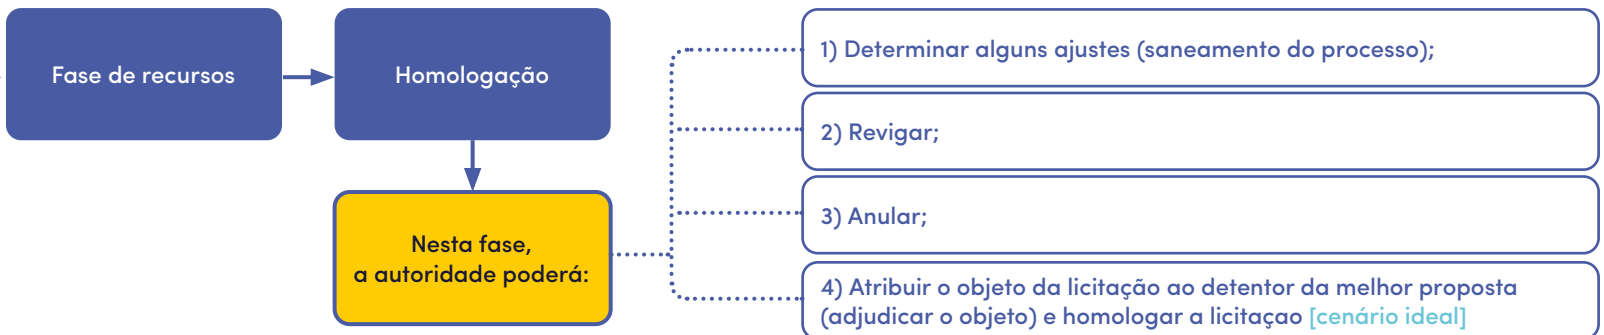 Fase de recursos
Homologação
Nesta fase,
a autoridade poderá:
1) Determinar alguns ajustes (saneamento do processo);
2) Revigar;
3) Anular;
4) Atribuir o objeto da licitação ao detentor da melhor proposta
(adjudicar o objeto) e homologar a licitaçao [cenário ideal]